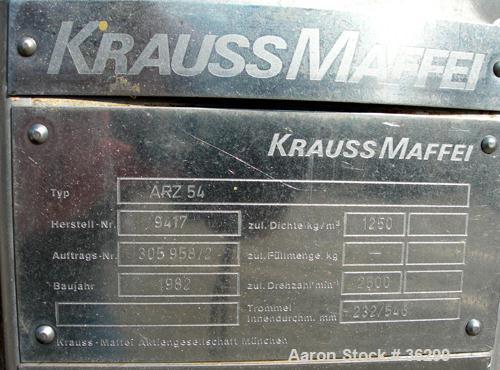 KRAUSSMAFFEI
KRAUSSMAFFEI
Typ ARZ 54
Herstell-Nr. 9417 zul. Dichte kg/m³ 1250
Auftrags-Nr. 305 958/2 zul. Füllmenge kg —
Baujahr 1982 zul. Drehzahl min⁻¹ 2500
Trommel
Innendurchm. mm 232/546
Krauss-Maffei Aktiengesellschaft München
Aaron Stock # 36299